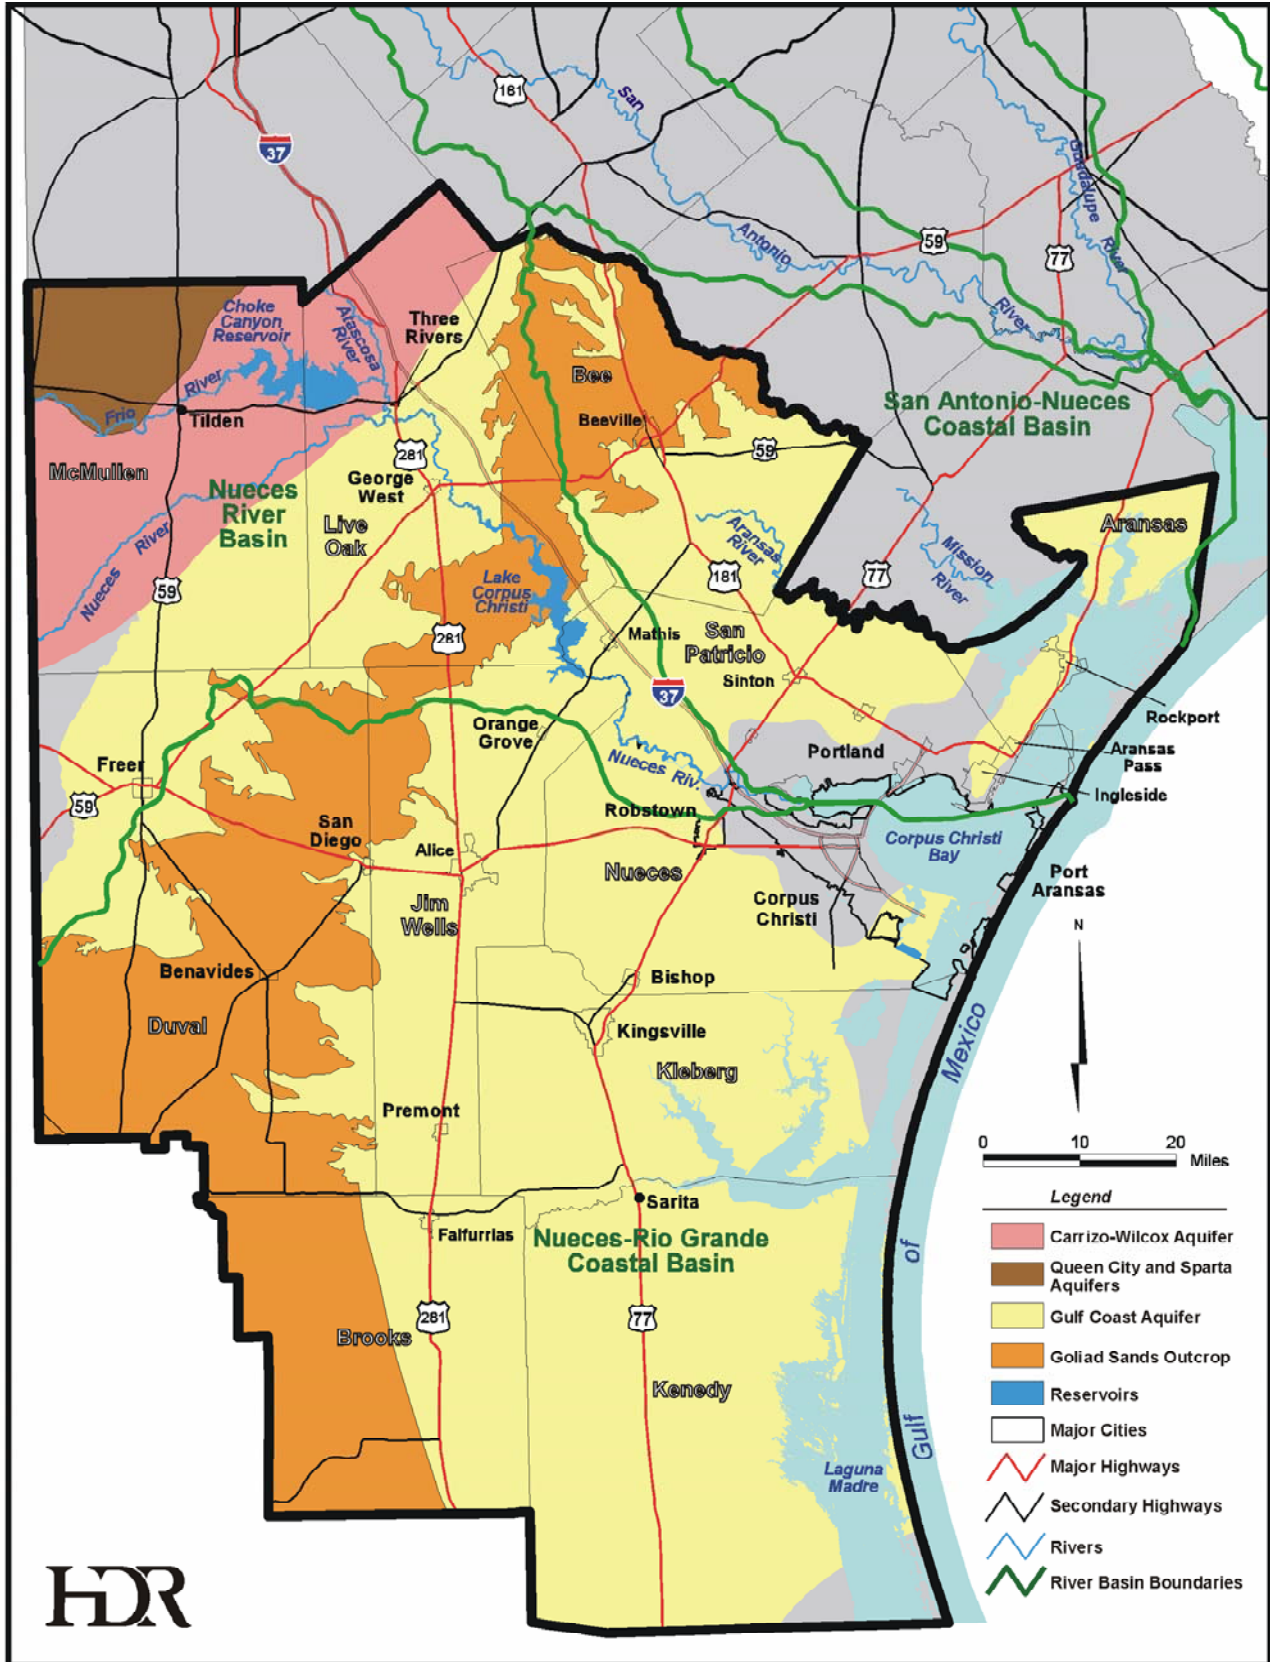 181
San
37
Guadalupe
River
Antonio
59
77
River
Choke
Canyon
Reservoir
Atascosa
River
Three
Rivers
River
Frio
Tilden
Bee
Beeville
San Antonio-Nueces
Coastal Basin
McMullen
281
59
Nueces
River
Basin
George
West
Live
Oak
Aransas
Aransas
River
Mission
River
Nueces River
59
Lake
Corpus
Christi
181
77
281
Mathis
San
Patricio
Sinton
37
Rockport
Orange
Grove
Portland
Aransas
Pass
Freer
Nueces Riv.
Ingleside
59
Robstown
San
Diego
Alice
Corpus Christi
Bay
Nueces
Port
Aransas
Corpus
Christi
Jim
Wells
N
Benavides
Bishop
Duval
Kingsville
Kleberg
Premont
Gulf of Mexico
0 10 20
Miles
Sarita
Falfurrias
Nueces-Rio Grande
Coastal Basin
Brooks
281
77
Kenedy
Laguna
Madre
Legend
Carrizo-Wilcox Aquifer
Queen City and Sparta
Aquifers
Gulf Coast Aquifer
Goliad Sands Outcrop
Reservoirs
Major Cities
Major Highways
Secondary Highways
Rivers
River Basin Boundaries
HDR